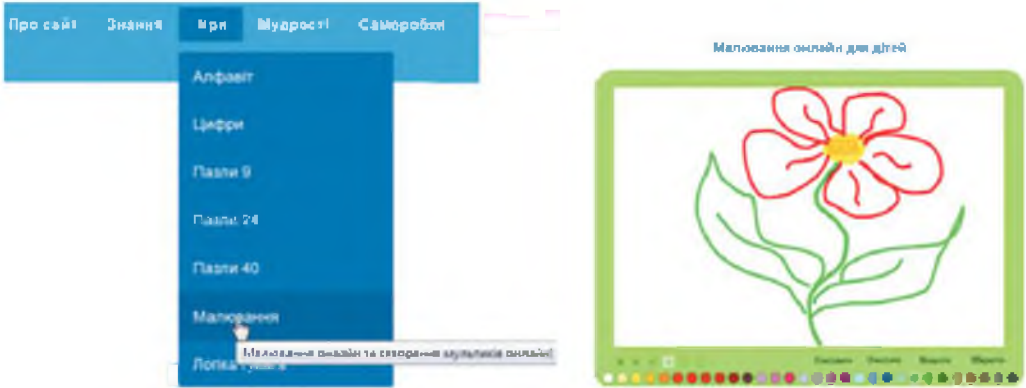 Про сайт Знання Ігри Мудрості Саморобки
Алфавіт
Цифри
Пазли 9
Пазли 24
Пазли 40
Малювання
Малювання онлайн та створення мультиків онлайн!
Логіка
Малювання онлайн для дітей